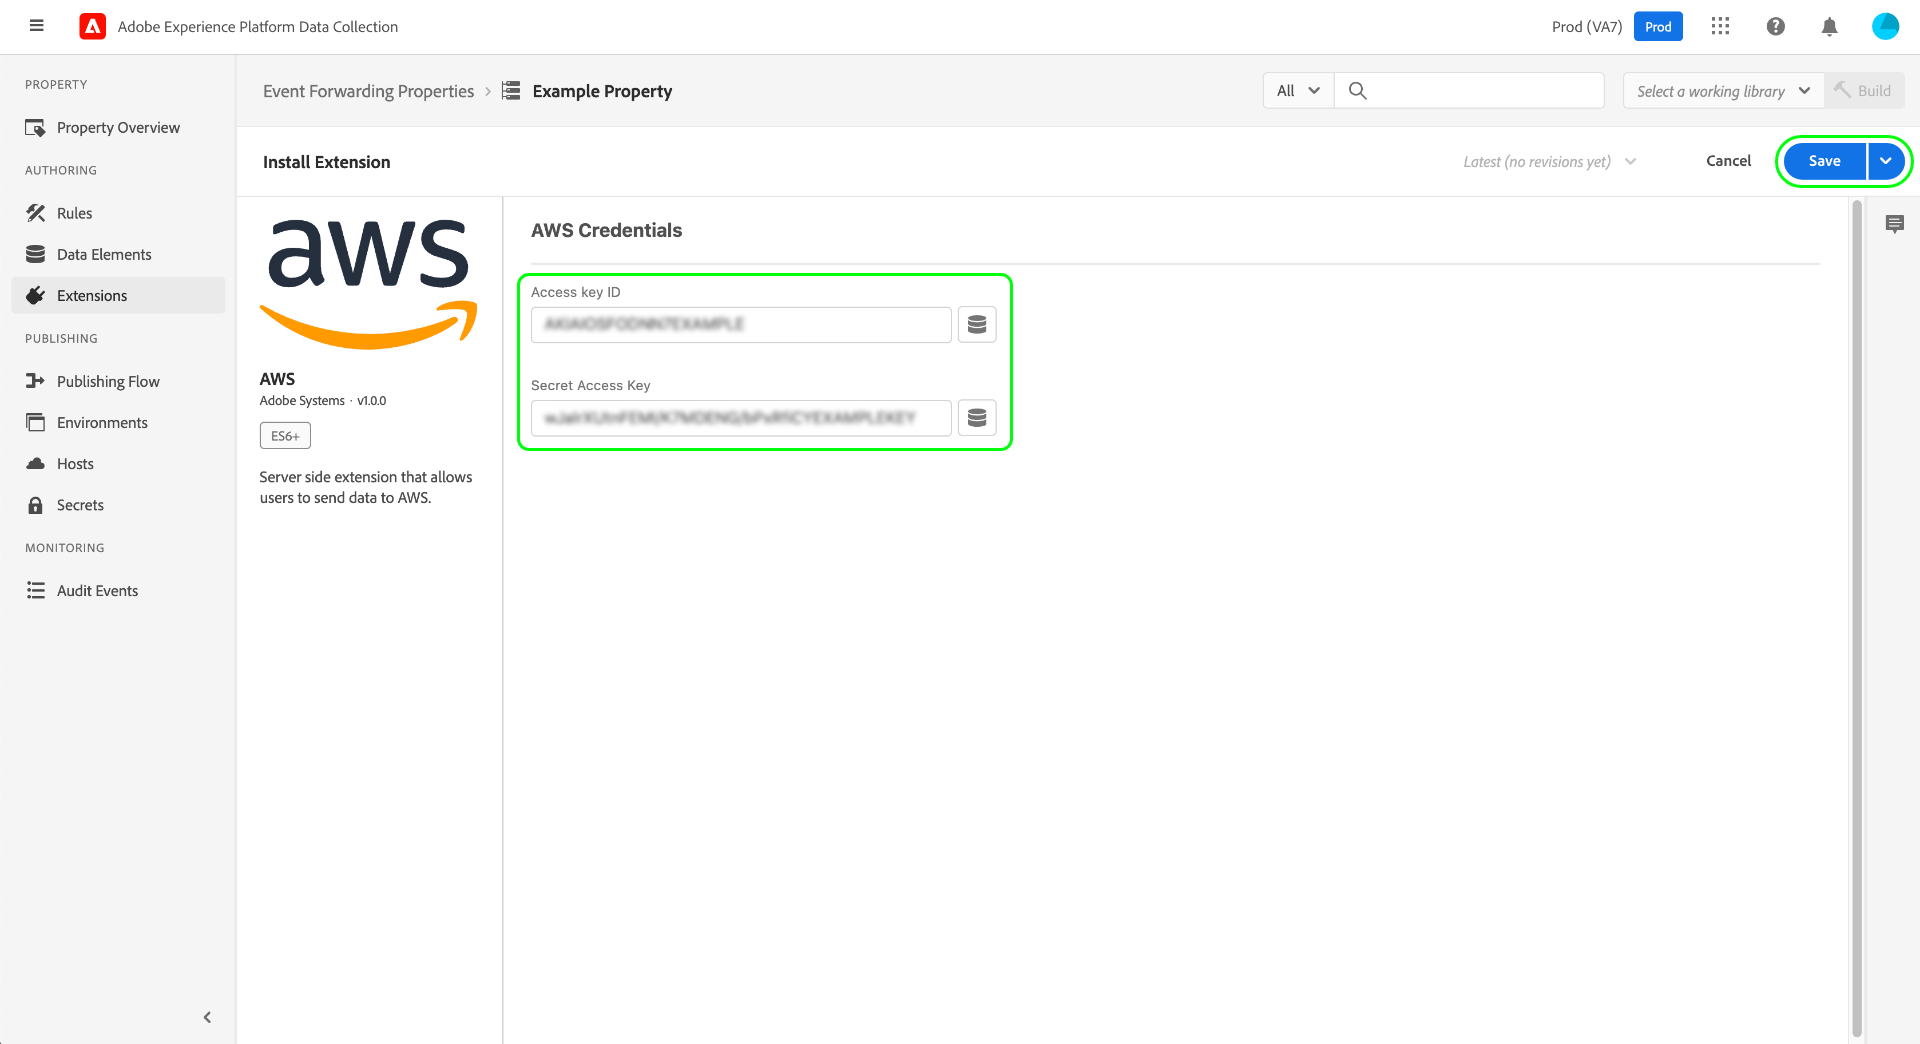 Adobe Experience Platform Data Collection
Prod (VA7)
Prod
PROPERTY
Property Overview
AUTHORING
Rules
Data Elements
Extensions
PUBLISHING
Publishing Flow
Environments
Hosts
Secrets
MONITORING
Audit Events
Event Forwarding Properties
Example Property
All
Select a working library
Build
Install Extension
Latest (no revisions yet)
Cancel
Save
aws
AWS
Adobe Systems · v1.0.0
ES6+
Server side extension that allows
users to send data to AWS.
AWS Credentials
Access key ID
Secret Access Key